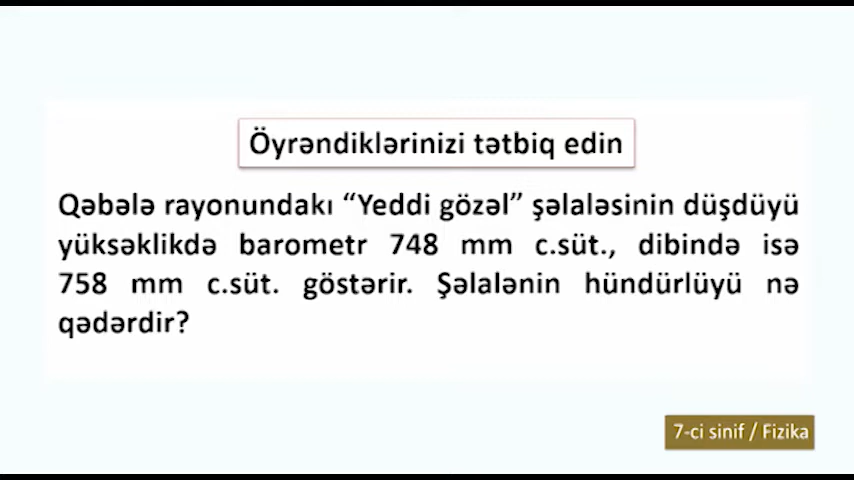 Öyrəndiklərinizi tətbiq edin
Qəbələ rayonundakı “Yeddi gözəl” şəlaləsinin düşdüyü
yüksəklikdə barometr 748 mm c.süt., dibində isə
758 mm c.süt. göstərir. Şəlalənin hündürlüyü nə
qədərdir?
7-ci sinif / Fizika